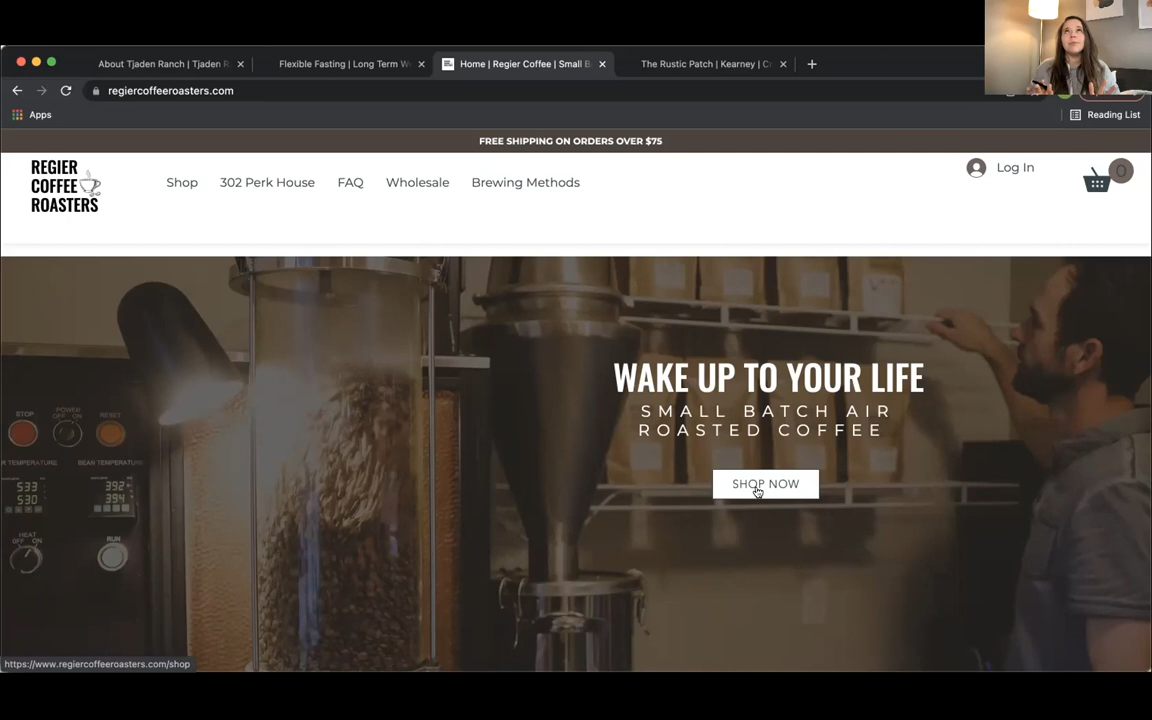 About Tjaden Ranch | Tjaden R
Flexible Fasting | Long Term W
Home | Regier Coffee | Small B
The Rustic Patch | Kearney | C
regiercoffeeroasters.com
Apps
Reading List
FREE SHIPPING ON ORDERS OVER $75
REGIER
COFFEE
ROASTERS
Shop
302 Perk House
FAQ
Wholesale
Brewing Methods
Log In
0
WAKE UP TO YOUR LIFE
SMALL BATCH AIR
ROASTED COFFEE
SHOP NOW
STOP
POWER
OFF ON
RESET
R TEMPERATURE
BEAN TEMPERATURE
533
530
392
394
HEAT
OFF ON
RUN
https://www.regiercoffeeroasters.com/shop